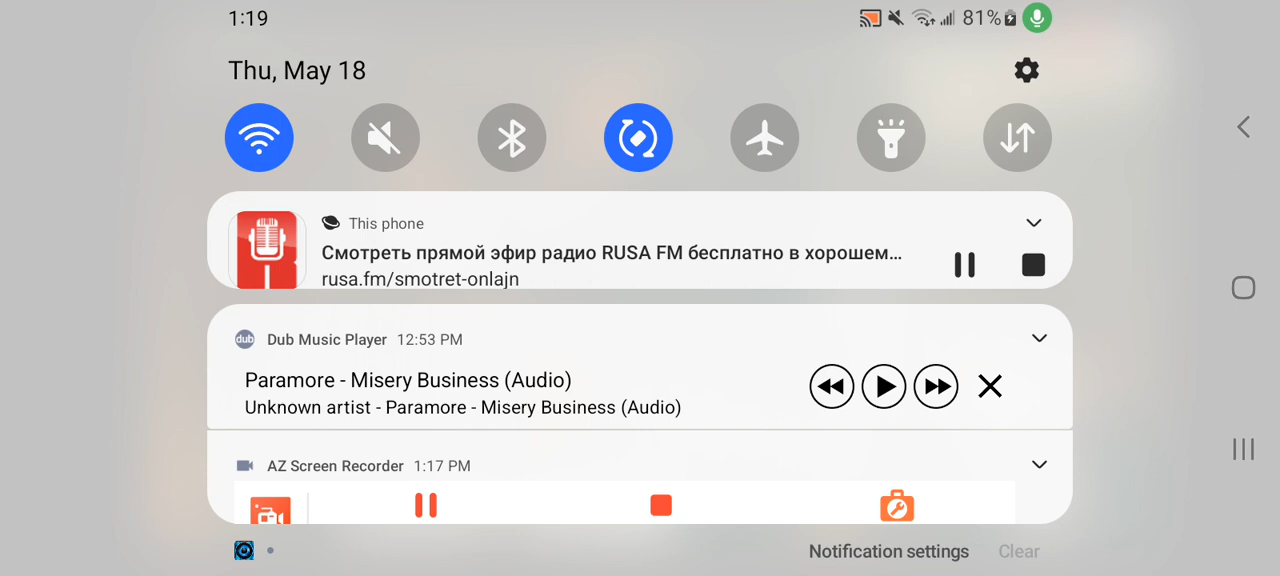 1:19
81%
Thu, May 18
This phone
Смотреть прямой эфир радио RUSA FM бесплатно в хорошем...
rusa.fm/smotret-onlajn
dub
Dub Music Player 12:53 PM
Paramore - Misery Business (Audio)
Unknown artist - Paramore - Misery Business (Audio)
AZ Screen Recorder 1:17 PM
Notification settings Clear